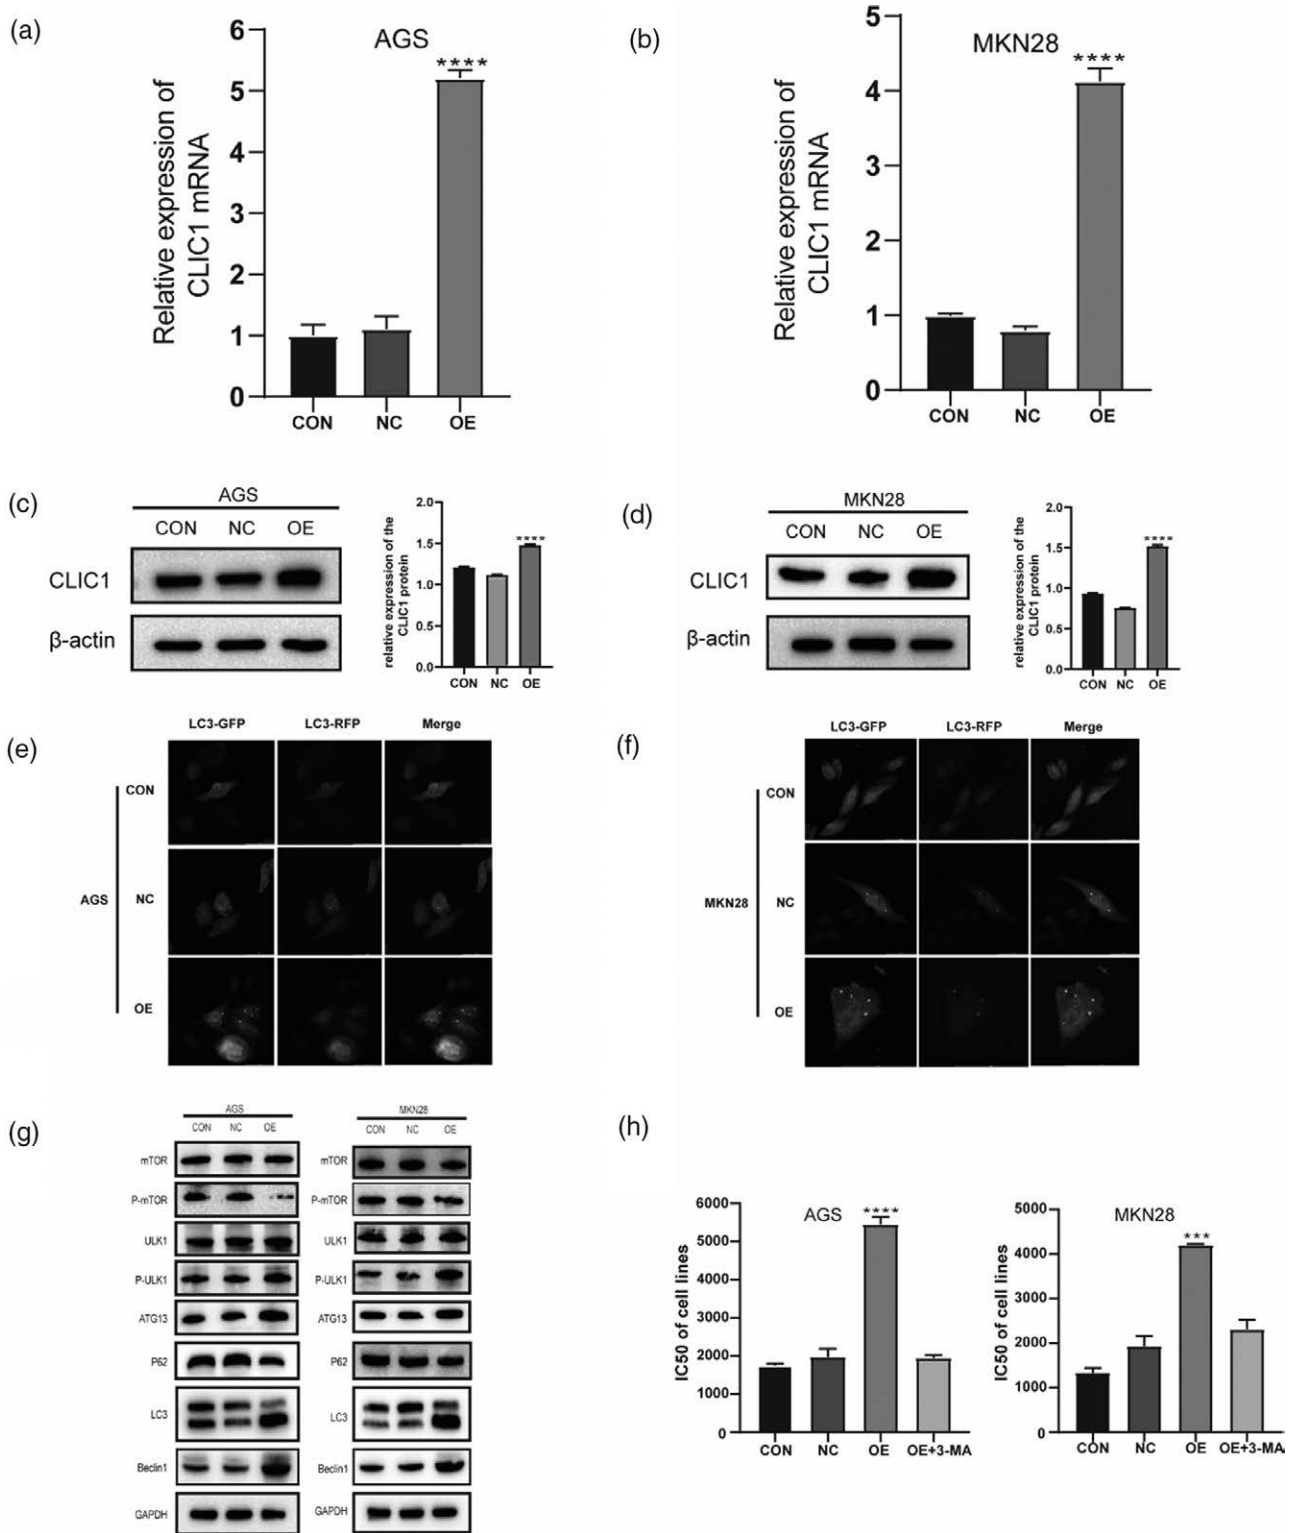 (a)
AGS
****
Relative expression of
CLIC1 mRNA
6
5
4
3
2
1
0
CON NC OE
(b)
MKN28
****
Relative expression of
CLIC1 mRNA
5
4
3
2
1
0
CON NC OE
(c)
AGS
CON NC OE
CLIC1
β-actin
relative expression of the
CLIC1 protein
2.0
1.5
1.0
0.5
0.0
****
CON NC OE
(d)
MKN28
CON NC OE
CLIC1
β-actin
relative expression of the
CLIC1 protein
2.0
1.5
1.0
0.5
0.0
****
CON NC OE
(e)
LC3-GFP LC3-RFP Merge
AGS
CON
NC
OE
(f)
LC3-GFP LC3-RFP Merge
MKN28
CON
NC
OE
(g)
AGS
CON NC OE
mTOR
P-mTOR
ULK1
P-ULK1
ATG13
P62
LC3
Beclin1
GAPDH
MKN28
CON NC OE
mTOR
P-mTOR
ULK1
P-ULK1
ATG13
P62
LC3
Beclin1
GAPDH
(h)
AGS
****
IC50 of cell lines
6000
5000
4000
3000
2000
1000
0
CON NC OE OE+3-MA
MKN28
***
IC50 of cell lines
5000
4000
3000
2000
1000
0
CON NC OE OE+3-MA